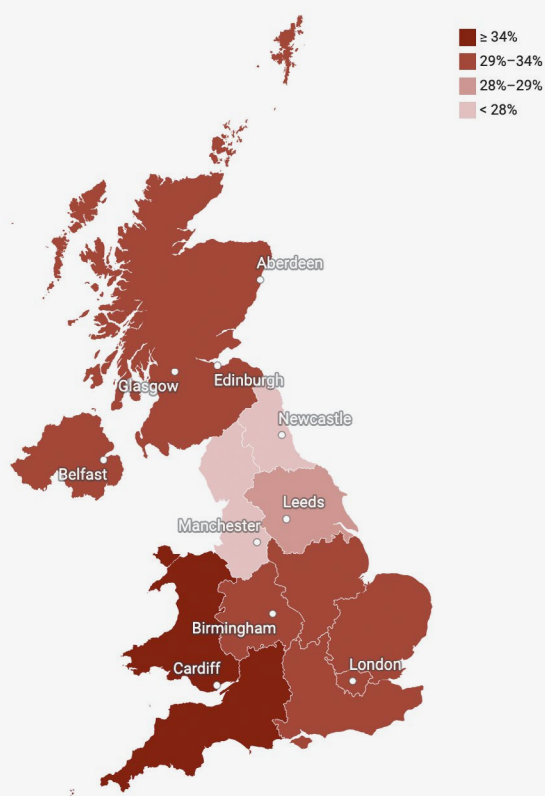 ≥ 34%
29%–34%
28%–29%
< 28%
Aberdeen
Glasgow
Edinburgh
Newcastle
Belfast
Leeds
Manchester
Birmingham
Cardiff
London